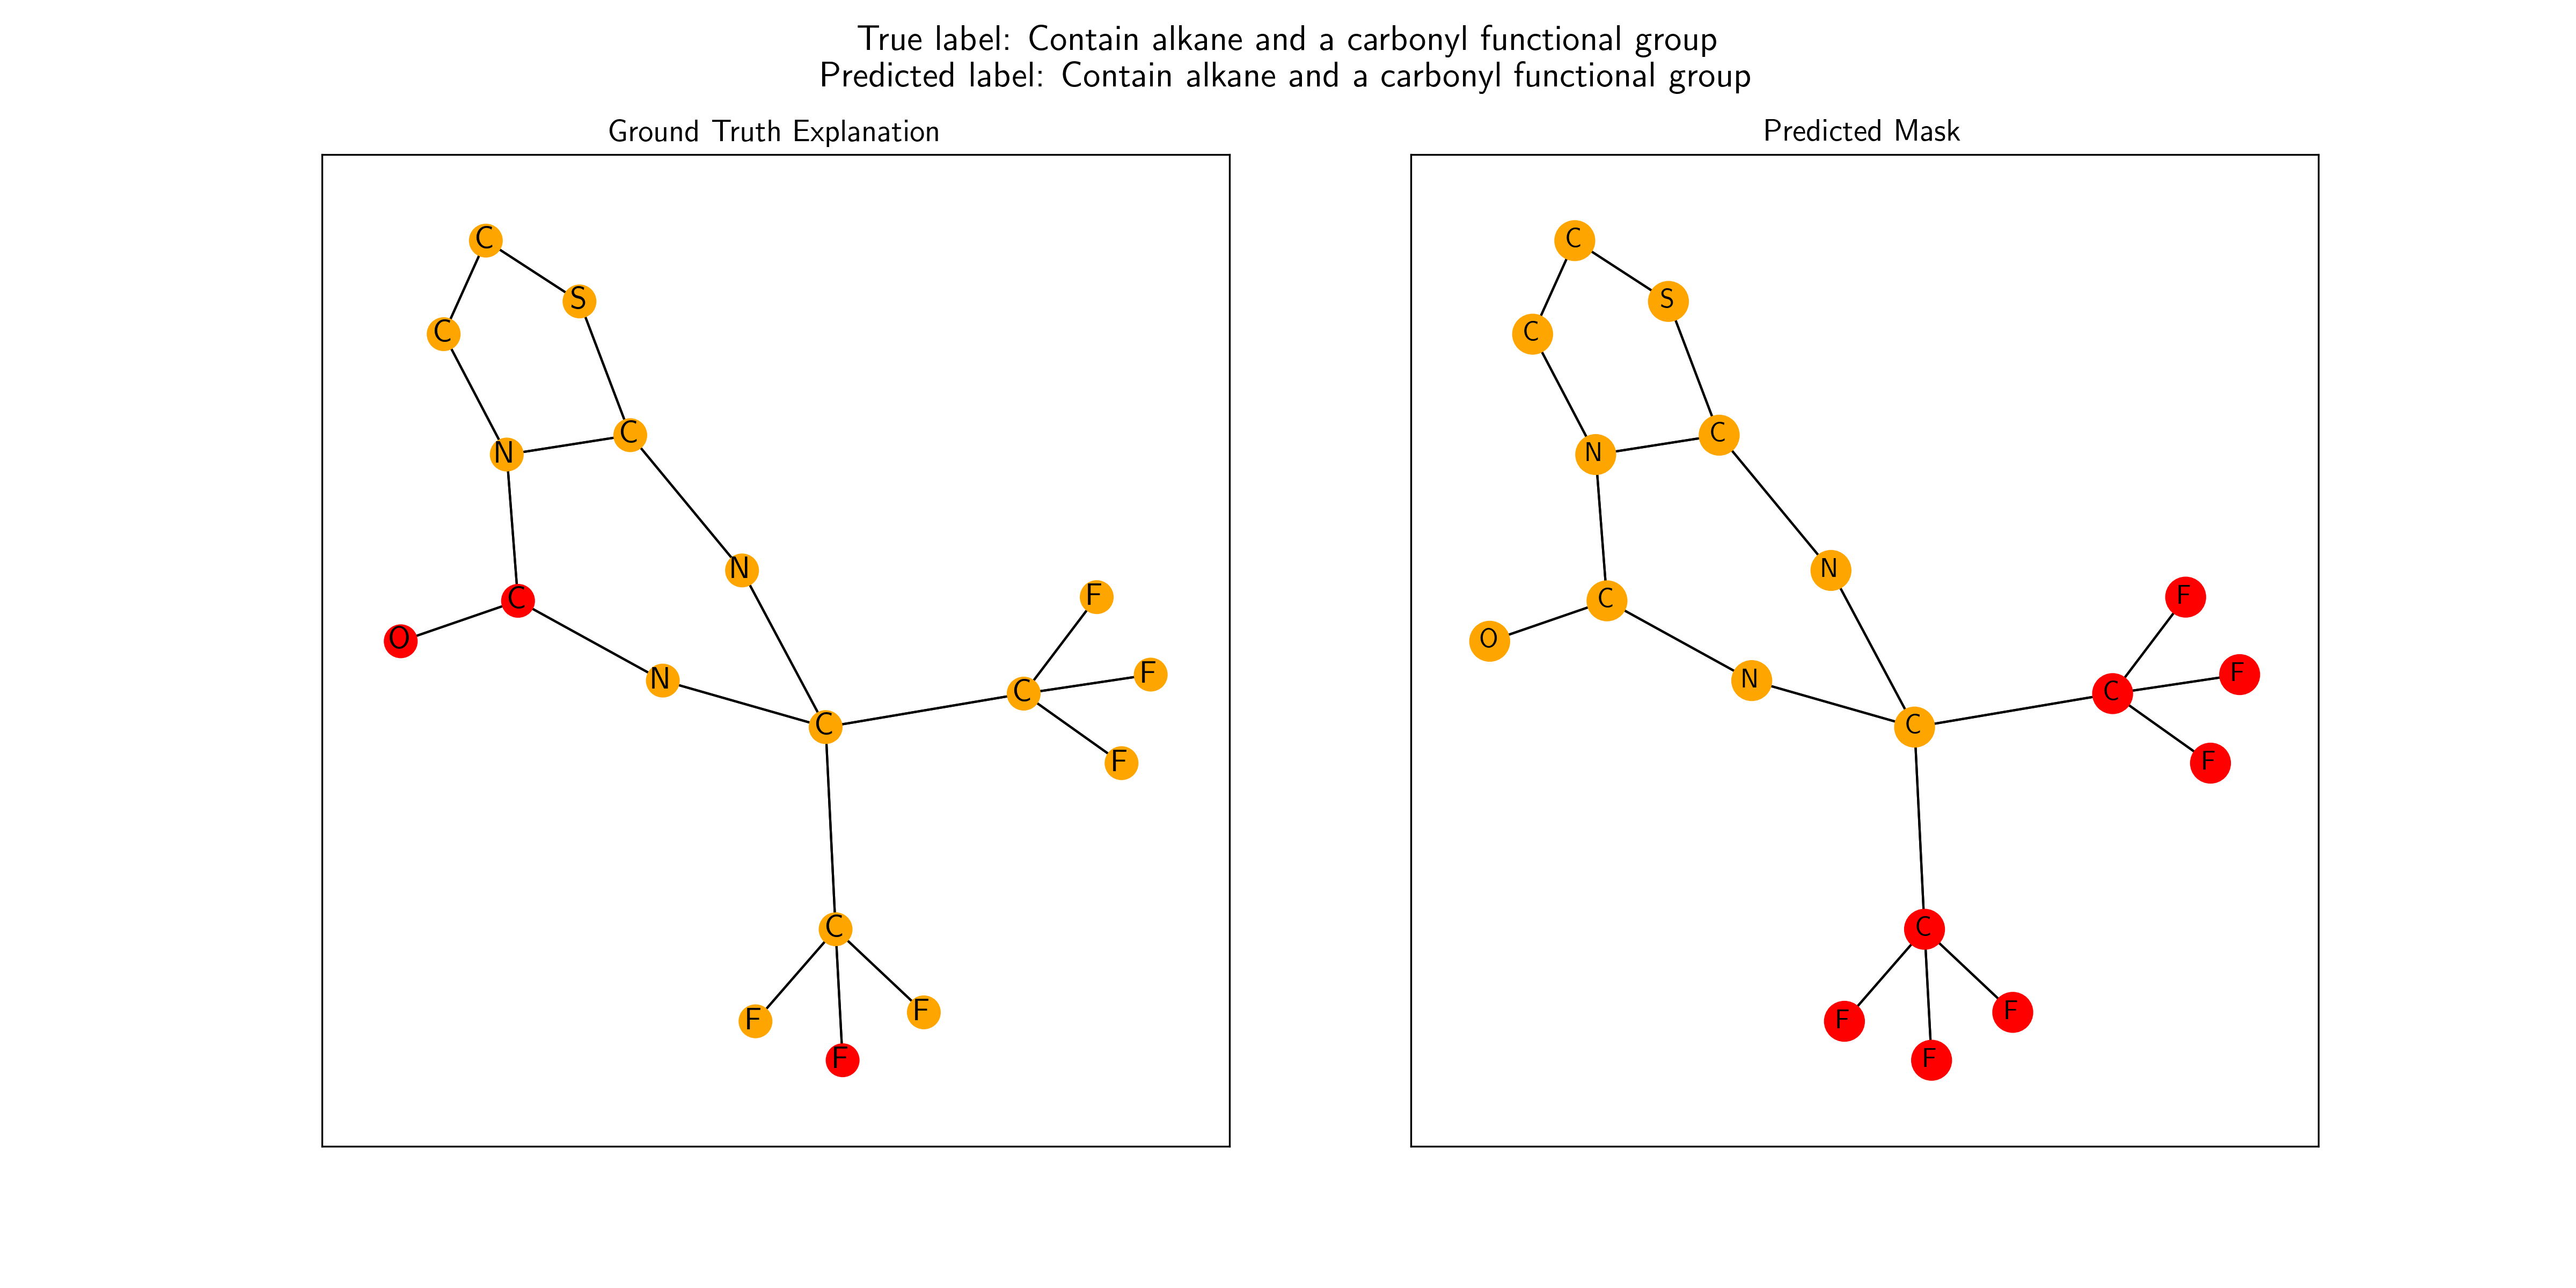 True label: Contain alkane and a carbonyl functional group
Predicted label: Contain alkane and a carbonyl functional group
Ground Truth Explanation
C
S
C
C
N
N
F
C
O
F
N
C
C
F
C
F
F
F
Predicted Mask
C
S
C
C
N
N
F
C
O
F
N
C
C
F
C
F
F
F